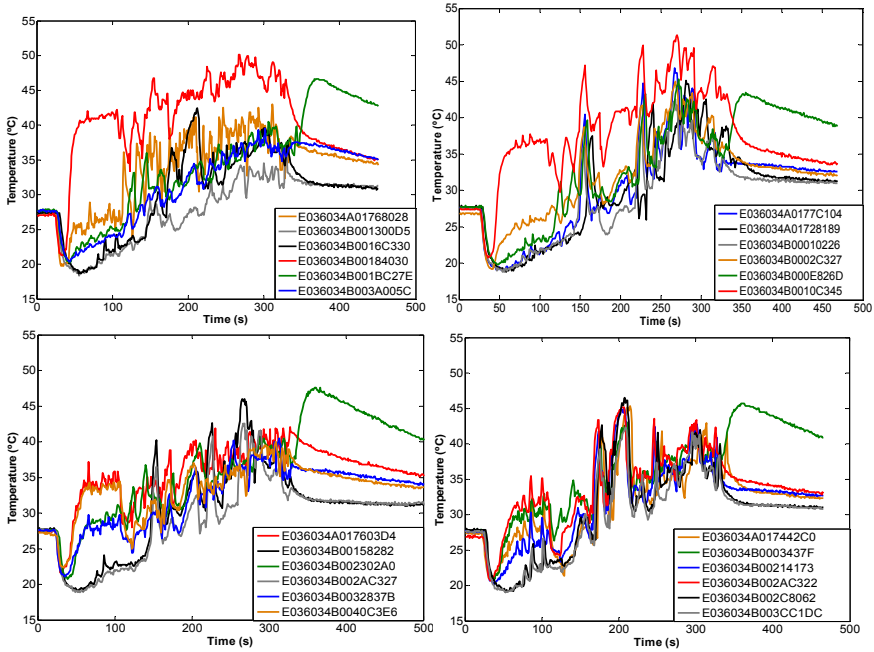 55
50
45
40
35
30
25
20
15
Temperature (ºC)
0 100 200 300 400 500
Time (s)
E036034A01768028
E036034B001300D5
E036034B0016C330
E036034B00184030
E036034B001BC27E
E036034B003A005C
55
50
45
40
35
30
25
20
15
Temperature (ºC)
0 50 100 150 200 250 300 350 400 450 500
Time (s)
E036034A0177C104
E036034A01728189
E036034B00010226
E036034B0002C327
E036034B000E826D
E036034B0010C345
55
50
45
40
35
30
25
20
15
Temperature (ºC)
0 100 200 300 400 500
Time (s)
E036034A017603D4
E036034B00158282
E036034B002302A0
E036034B002AC327
E036034B0032837B
E036034B0040C3E6
55
50
45
40
35
30
25
20
15
Temperature (ºC)
0 100 200 300 400 500
Time (s)
E036034A017442C0
E036034B0003437F
E036034B00214173
E036034B002AC322
E036034B002C8062
E036034B003CC1DC